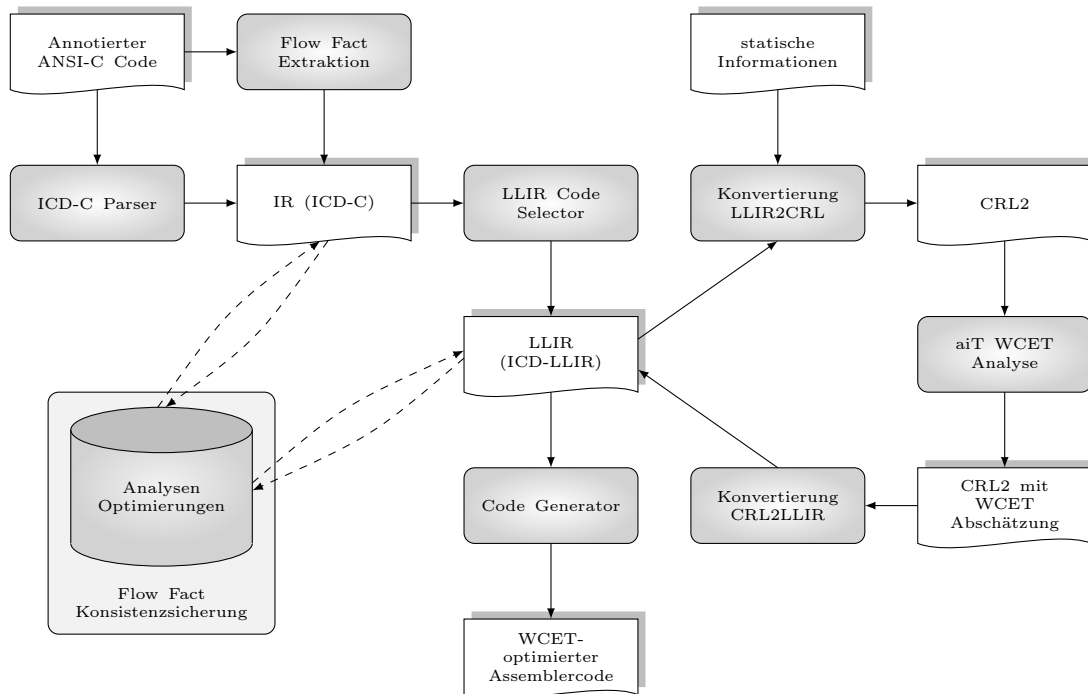 Annotierter
ANSI-C Code
Flow Fact
Extraktion
statische
Informationen
ICD-C Parser
IR (ICD-C)
LLIR Code
Selector
Konvertierung
LLIR2CRL
CRL2
LLIR
(ICD-LLIR)
aiT WCET
Analyse
Analysen
Optimierungen
Code Generator
Konvertierung
CRL2LLIR
CRL2 mit
WCET
Abschätzung
Flow Fact
Konsistenzsicherung
WCET-
optimierter
Assemblercode